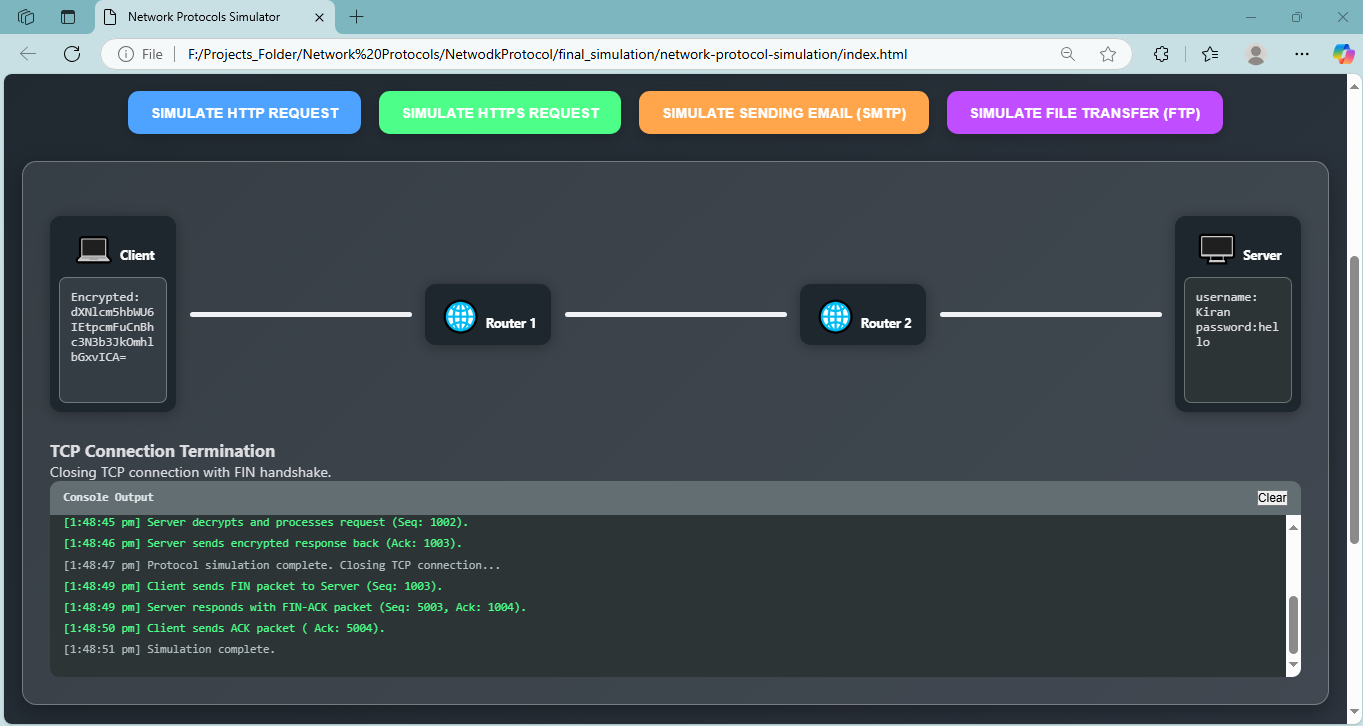 Network Protocols Simulator
File
F:/Projects_Folder/Network%20Protocols/NetwodkProtocol/final_simulation/network-protocol-simulation/index.html
SIMULATE HTTP REQUEST
SIMULATE HTTPS REQUEST
SIMULATE SENDING EMAIL (SMTP)
SIMULATE FILE TRANSFER (FTP)
Client
Encrypted:
dXNlcm5hbWU6
IEtpcmFuCnBh
c3N3b3JkOmhl
bGxvICA=
Router 1
Router 2
Server
username:
Kiran
password:hel
lo
TCP Connection Termination
Closing TCP connection with FIN handshake.
Console Output
Clear
[1:48:45 pm] Server decrypts and processes request (Seq: 1002).
[1:48:46 pm] Server sends encrypted response back (Ack: 1003).
[1:48:47 pm] Protocol simulation complete. Closing TCP connection...
[1:48:49 pm] Client sends FIN packet to Server (Seq: 1003).
[1:48:49 pm] Server responds with FIN-ACK packet (Seq: 5003, Ack: 1004).
[1:48:50 pm] Client sends ACK packet ( Ack: 5004).
[1:48:51 pm] Simulation complete.